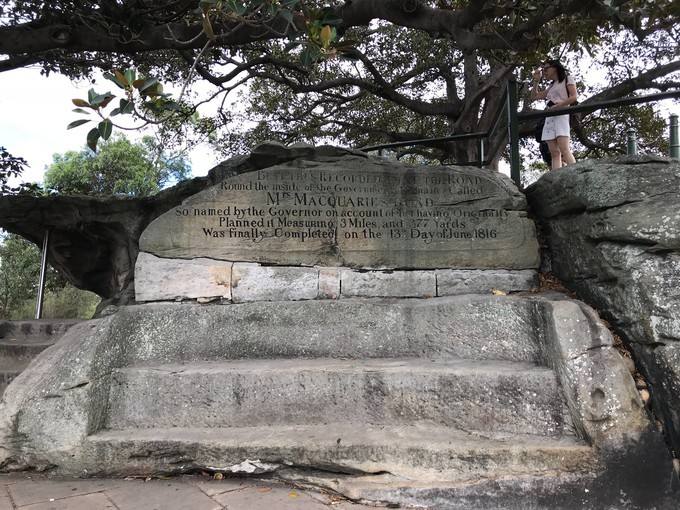 Be it thus Recorded that the Road
Round the inside of the Government Domain Called
Mrs MACQUARIE'S ROAD
So named by the Governor on account of her having Originally
Planned it Measuring 3 Miles, and 377 Yards
Was finally Completed on the 13th Day of June 1816